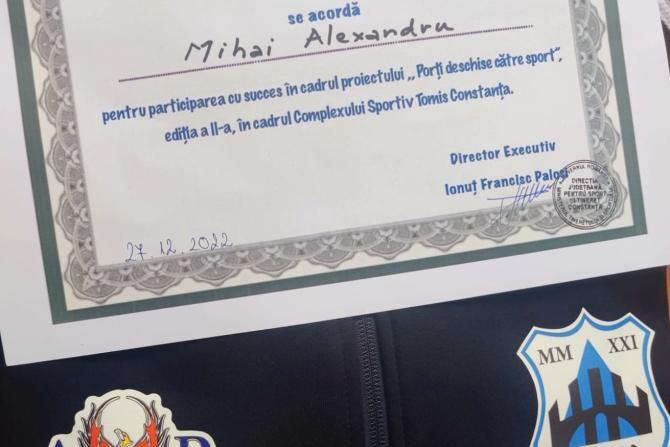 se acordă
Mihai Alexandru
pentru participarea cu succes în cadrul proiectului ,,Porți deschise către sport",
ediția a II-a, în cadrul Complexului Sportiv Tomis Constanța.
Director Executiv
Ionuț Francisc Paloși
DIRECȚIA
JUDEȚEANĂ
PENTRU SPORT
ȘI TINERET
CONSTANȚA
27.12.2022
MM XXI